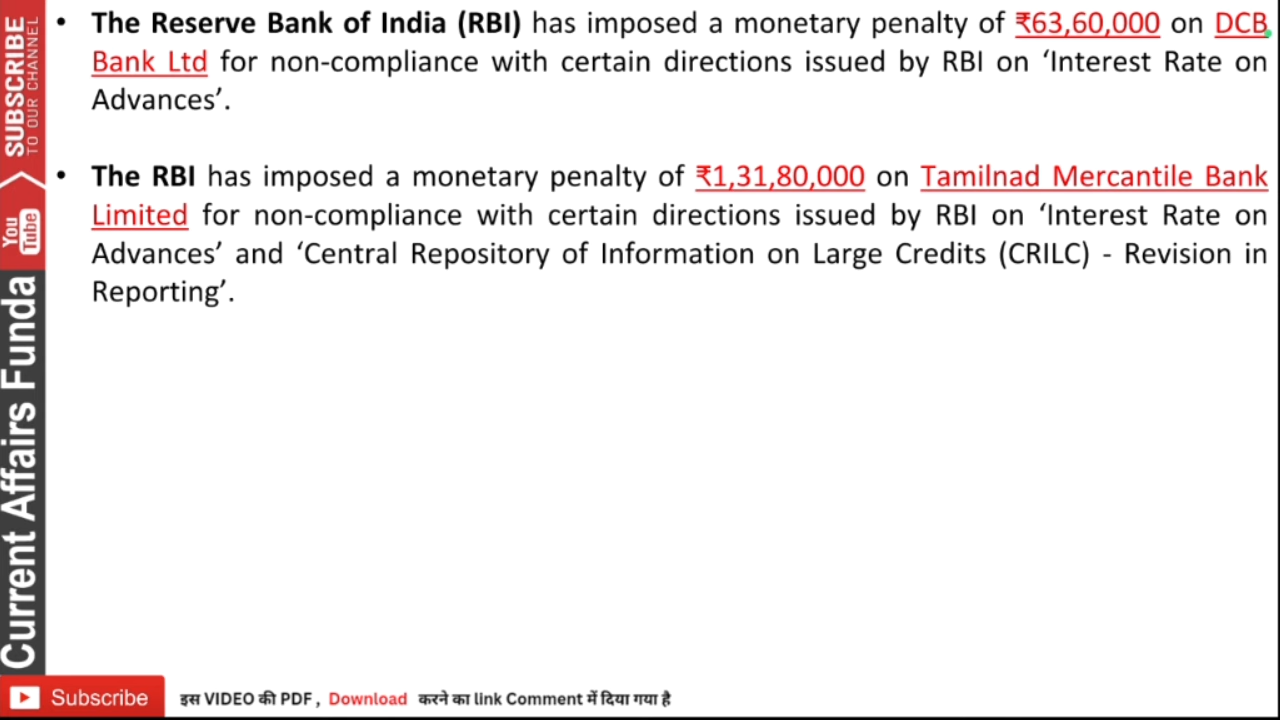 • The Reserve Bank of India (RBI) has imposed a monetary penalty of ₹63,60,000 on DCB
Bank Ltd for non-compliance with certain directions issued by RBI on ‘Interest Rate on
Advances’.
• The RBI has imposed a monetary penalty of ₹1,31,80,000 on Tamilnad Mercantile Bank
Limited for non-compliance with certain directions issued by RBI on ‘Interest Rate on
Advances’ and ‘Central Repository of Information on Large Credits (CRILC) - Revision in
Reporting’.
SUBSCRIBE
TO OUR CHANNEL
You
Tube
Current Affairs Funda
Subscribe
इस VIDEO की PDF , Download करने का link Comment में दिया गया है